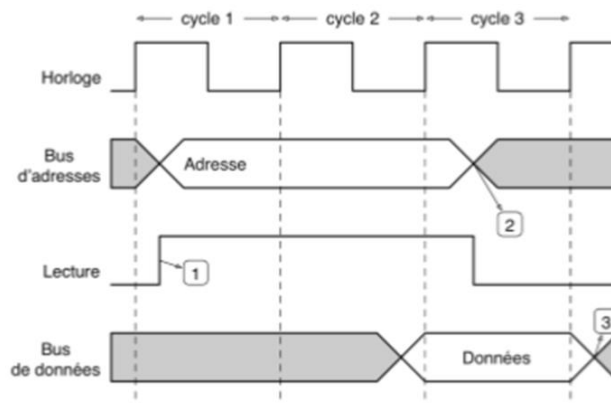 cycle 1 cycle 2 cycle 3
Horloge
Bus
d'adresses
Adresse
2
Lecture
1
3
Bus
de données
Données